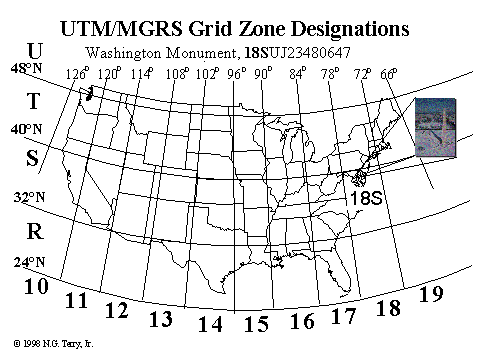 UTM/MGRS Grid Zone Designations
Washington Monument, 18SUJ23480647
U
48°N
126° 120° 114° 108° 102° 96° 90° 84° 78° 72° 66°
T
40°N
S
18S
32°N
R
24°N
10 11 12 13 14 15 16 17 18 19
© 1998 N.G. Terry, Jr.